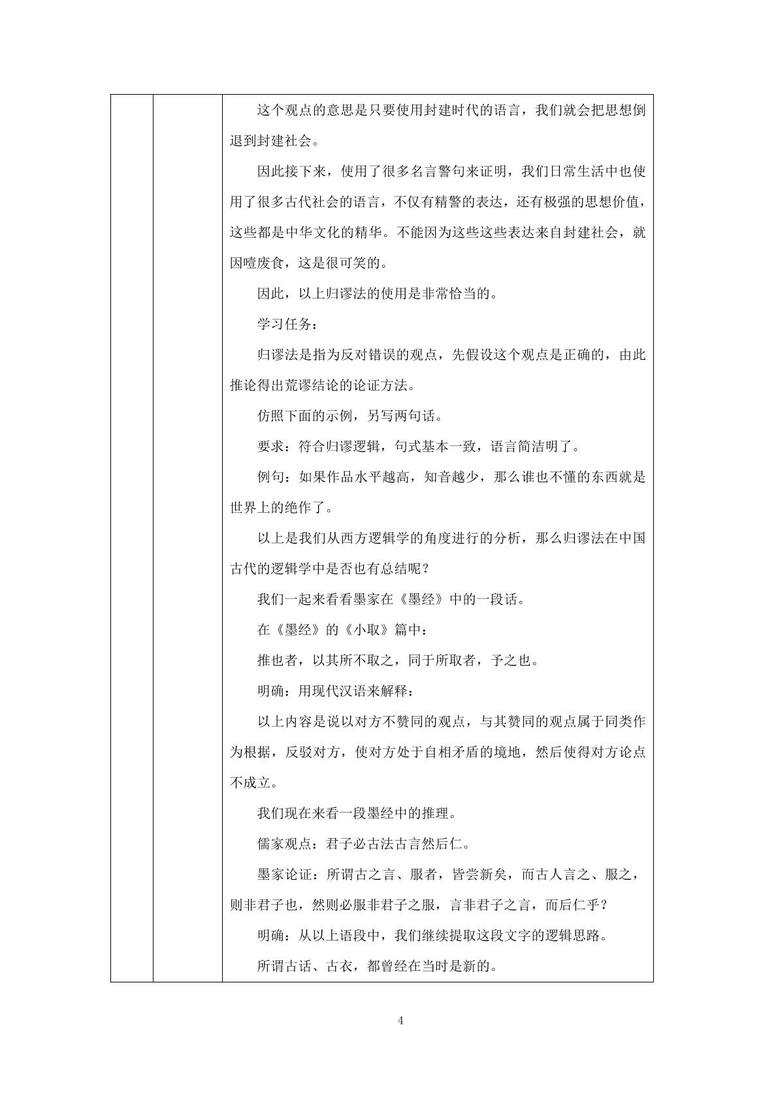 这个观点的意思是只要使用封建时代的语言，我们就会把思想倒
退到封建社会。
因此接下来，使用了很多名言警句来证明，我们日常生活中也使
用了很多古代社会的语言，不仅有精警的表达，还有极强的思想价值，
这些都是中华文化的精华。不能因为这些这些表达来自封建社会，就
因噎废食，这是很可笑的。
因此，以上归谬法的使用是非常恰当的。
学习任务：
归谬法是指为反对错误的观点，先假设这个观点是正确的，由此
推论得出荒谬结论的论证方法。
仿照下面的示例，另写两句话。
要求：符合归谬逻辑，句式基本一致，语言简洁明了。
例句：如果作品水平越高，知音越少，那么谁也不懂的东西就是
世界上的绝作了。
以上是我们从西方逻辑学的角度进行的分析，那么归谬法在中国
古代的逻辑学中是否也有总结呢？
我们一起来看看墨家在《墨经》中的一段话。
在《墨经》的《小取》篇中：
推也者，以其所不取之，同于所取者，予之也。
明确：用现代汉语来解释：
以上内容是说以对方不赞同的观点，与其赞同的观点属于同类作
为根据，反驳对方，使对方处于自相矛盾的境地，然后使得对方论点
不成立。
我们现在来看一段墨经中的推理。
儒家观点：君子必古法古言然后仁。
墨家论证：所谓古之言、服者，皆尝新矣，而古人言之、服之，
则非君子也，然则必服非君子之服，言非君子之言，而后仁乎？
明确：从以上语段中，我们继续提取这段文字的逻辑思路。
所谓古话、古衣，都曾经在当时是新的。
4